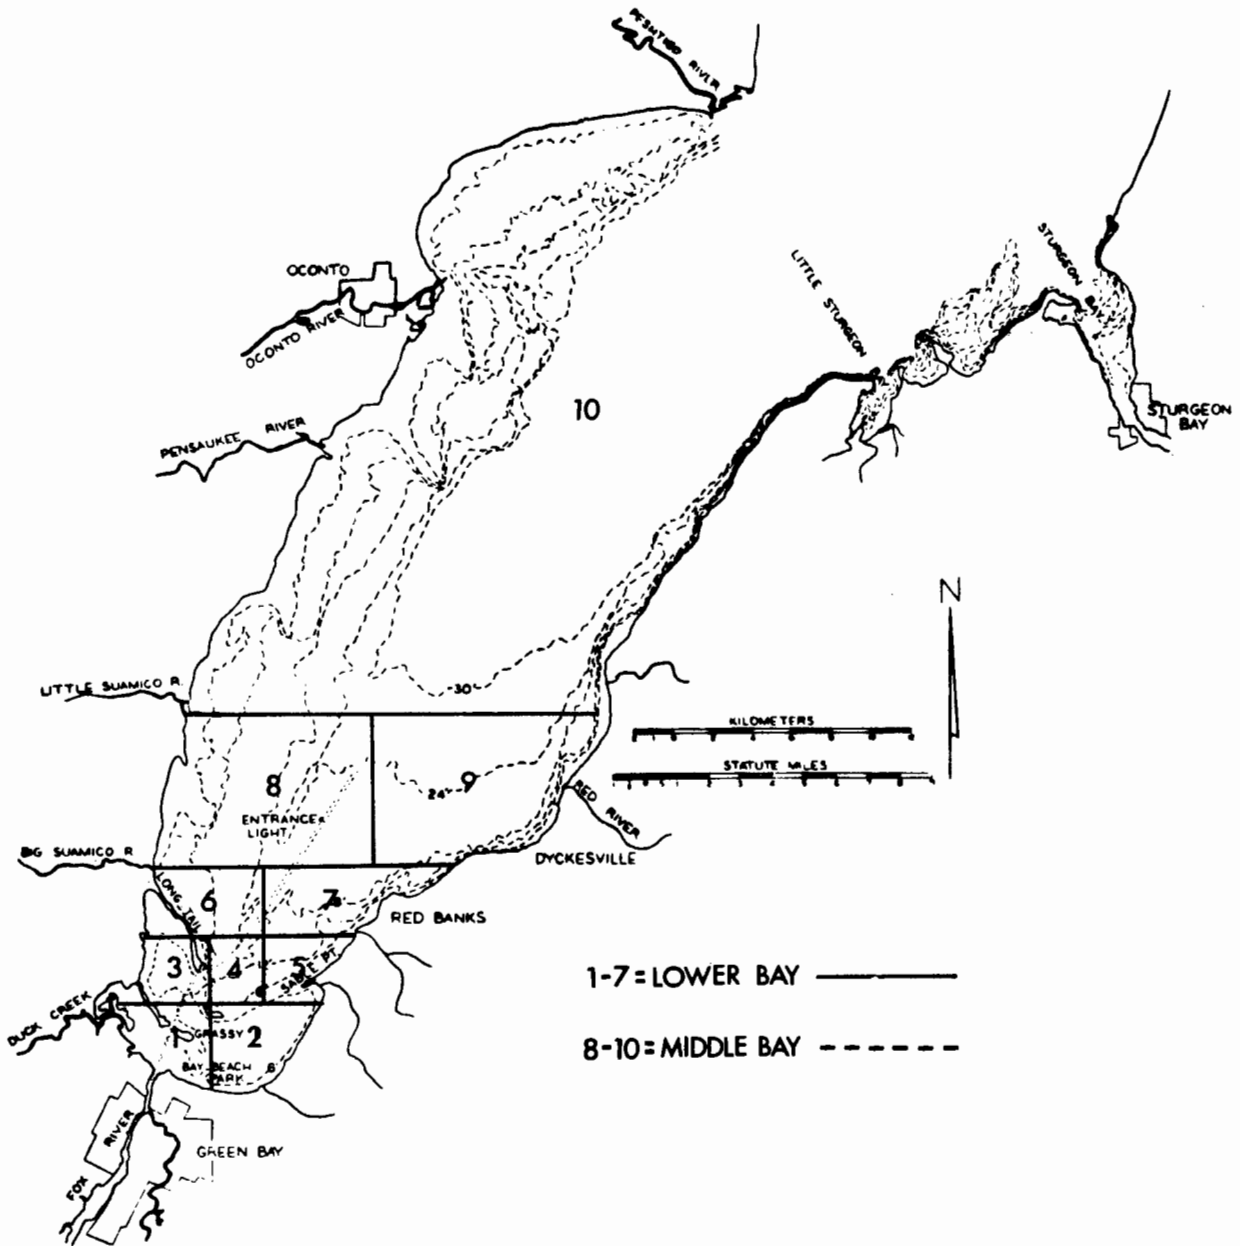 PESHTIGO RIVER
OCONTO
OCONTO RIVER
LITTLE STURGEON
STURGEON
STURGEON
BAY
10
PENSAUKEE RIVER
N
LITTLE SUAMICO R.
30'
KILOMETERS
STATUTE MILES
8
9
24'
ENTRANCE
LIGHT
RED RIVER
BIG SUAMICO R
DYCKESVILLE
LONG TAIL
6
7
RED BANKS
3
4
5
SABLE PT.
1-7=LOWER BAY
DUCK CREEK
1
GRASSY
2
8-10=MIDDLE BAY
BAY BEACH
PARK
6
FOX RIVER
GREEN BAY